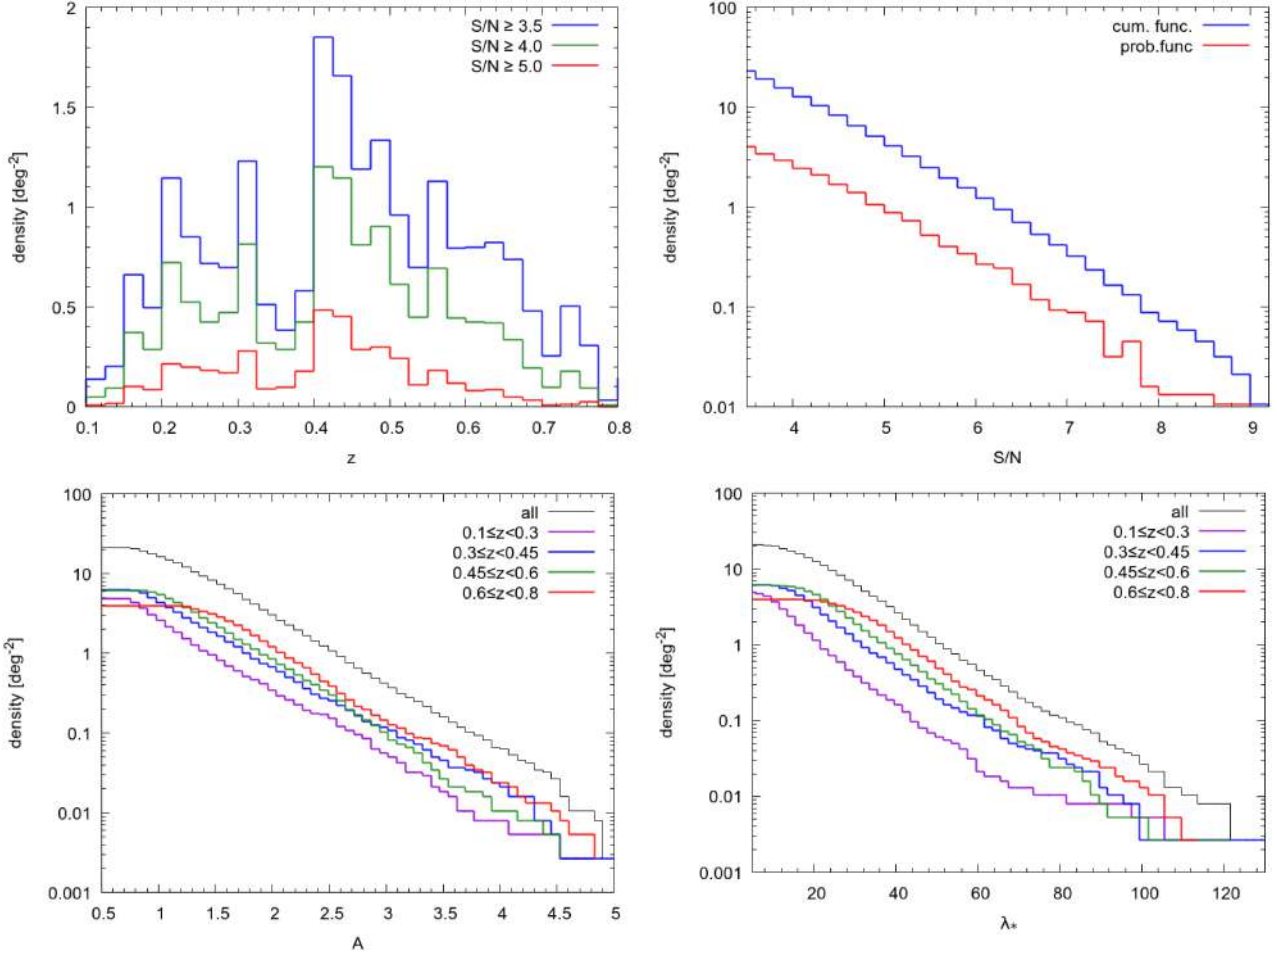 2
1.5
1
0.5
0
density [deg⁻²]
S/N ≥ 3.5
S/N ≥ 4.0
S/N ≥ 5.0
0.1 0.2 0.3 0.4 0.5 0.6 0.7 0.8
z
100
10
1
0.1
0.01
density [deg⁻²]
cum. func.
prob.func
4 5 6 7 8 9
S/N
100
10
1
0.1
0.01
0.001
density [deg⁻²]
all
0.1≤z<0.3
0.3≤z<0.45
0.45≤z<0.6
0.6≤z<0.8
0.5 1 1.5 2 2.5 3 3.5 4 4.5 5
A
100
10
1
0.1
0.01
0.001
density [deg⁻²]
all
0.1≤z<0.3
0.3≤z<0.45
0.45≤z<0.6
0.6≤z<0.8
20 40 60 80 100 120
λ*